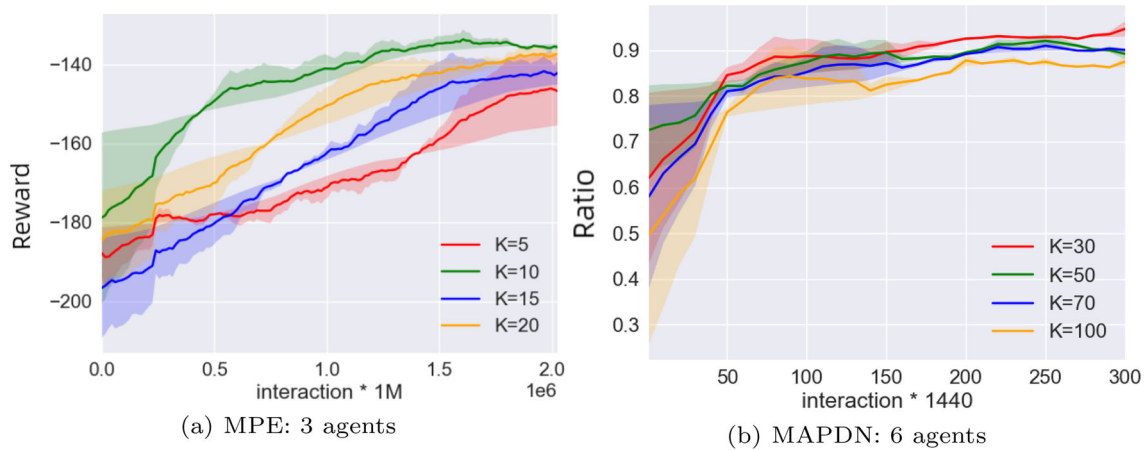 Reward
−140
−160
−180
−200
K=5
K=10
K=15
K=20
0.0
0.5
1.0
1.5
2.0
1e6
interaction * 1M
(a) MPE: 3 agents
Ratio
0.9
0.8
0.7
0.6
0.5
0.4
0.3
K=30
K=50
K=70
K=100
50
100
150
200
250
300
interaction * 1440
(b) MAPDN: 6 agents